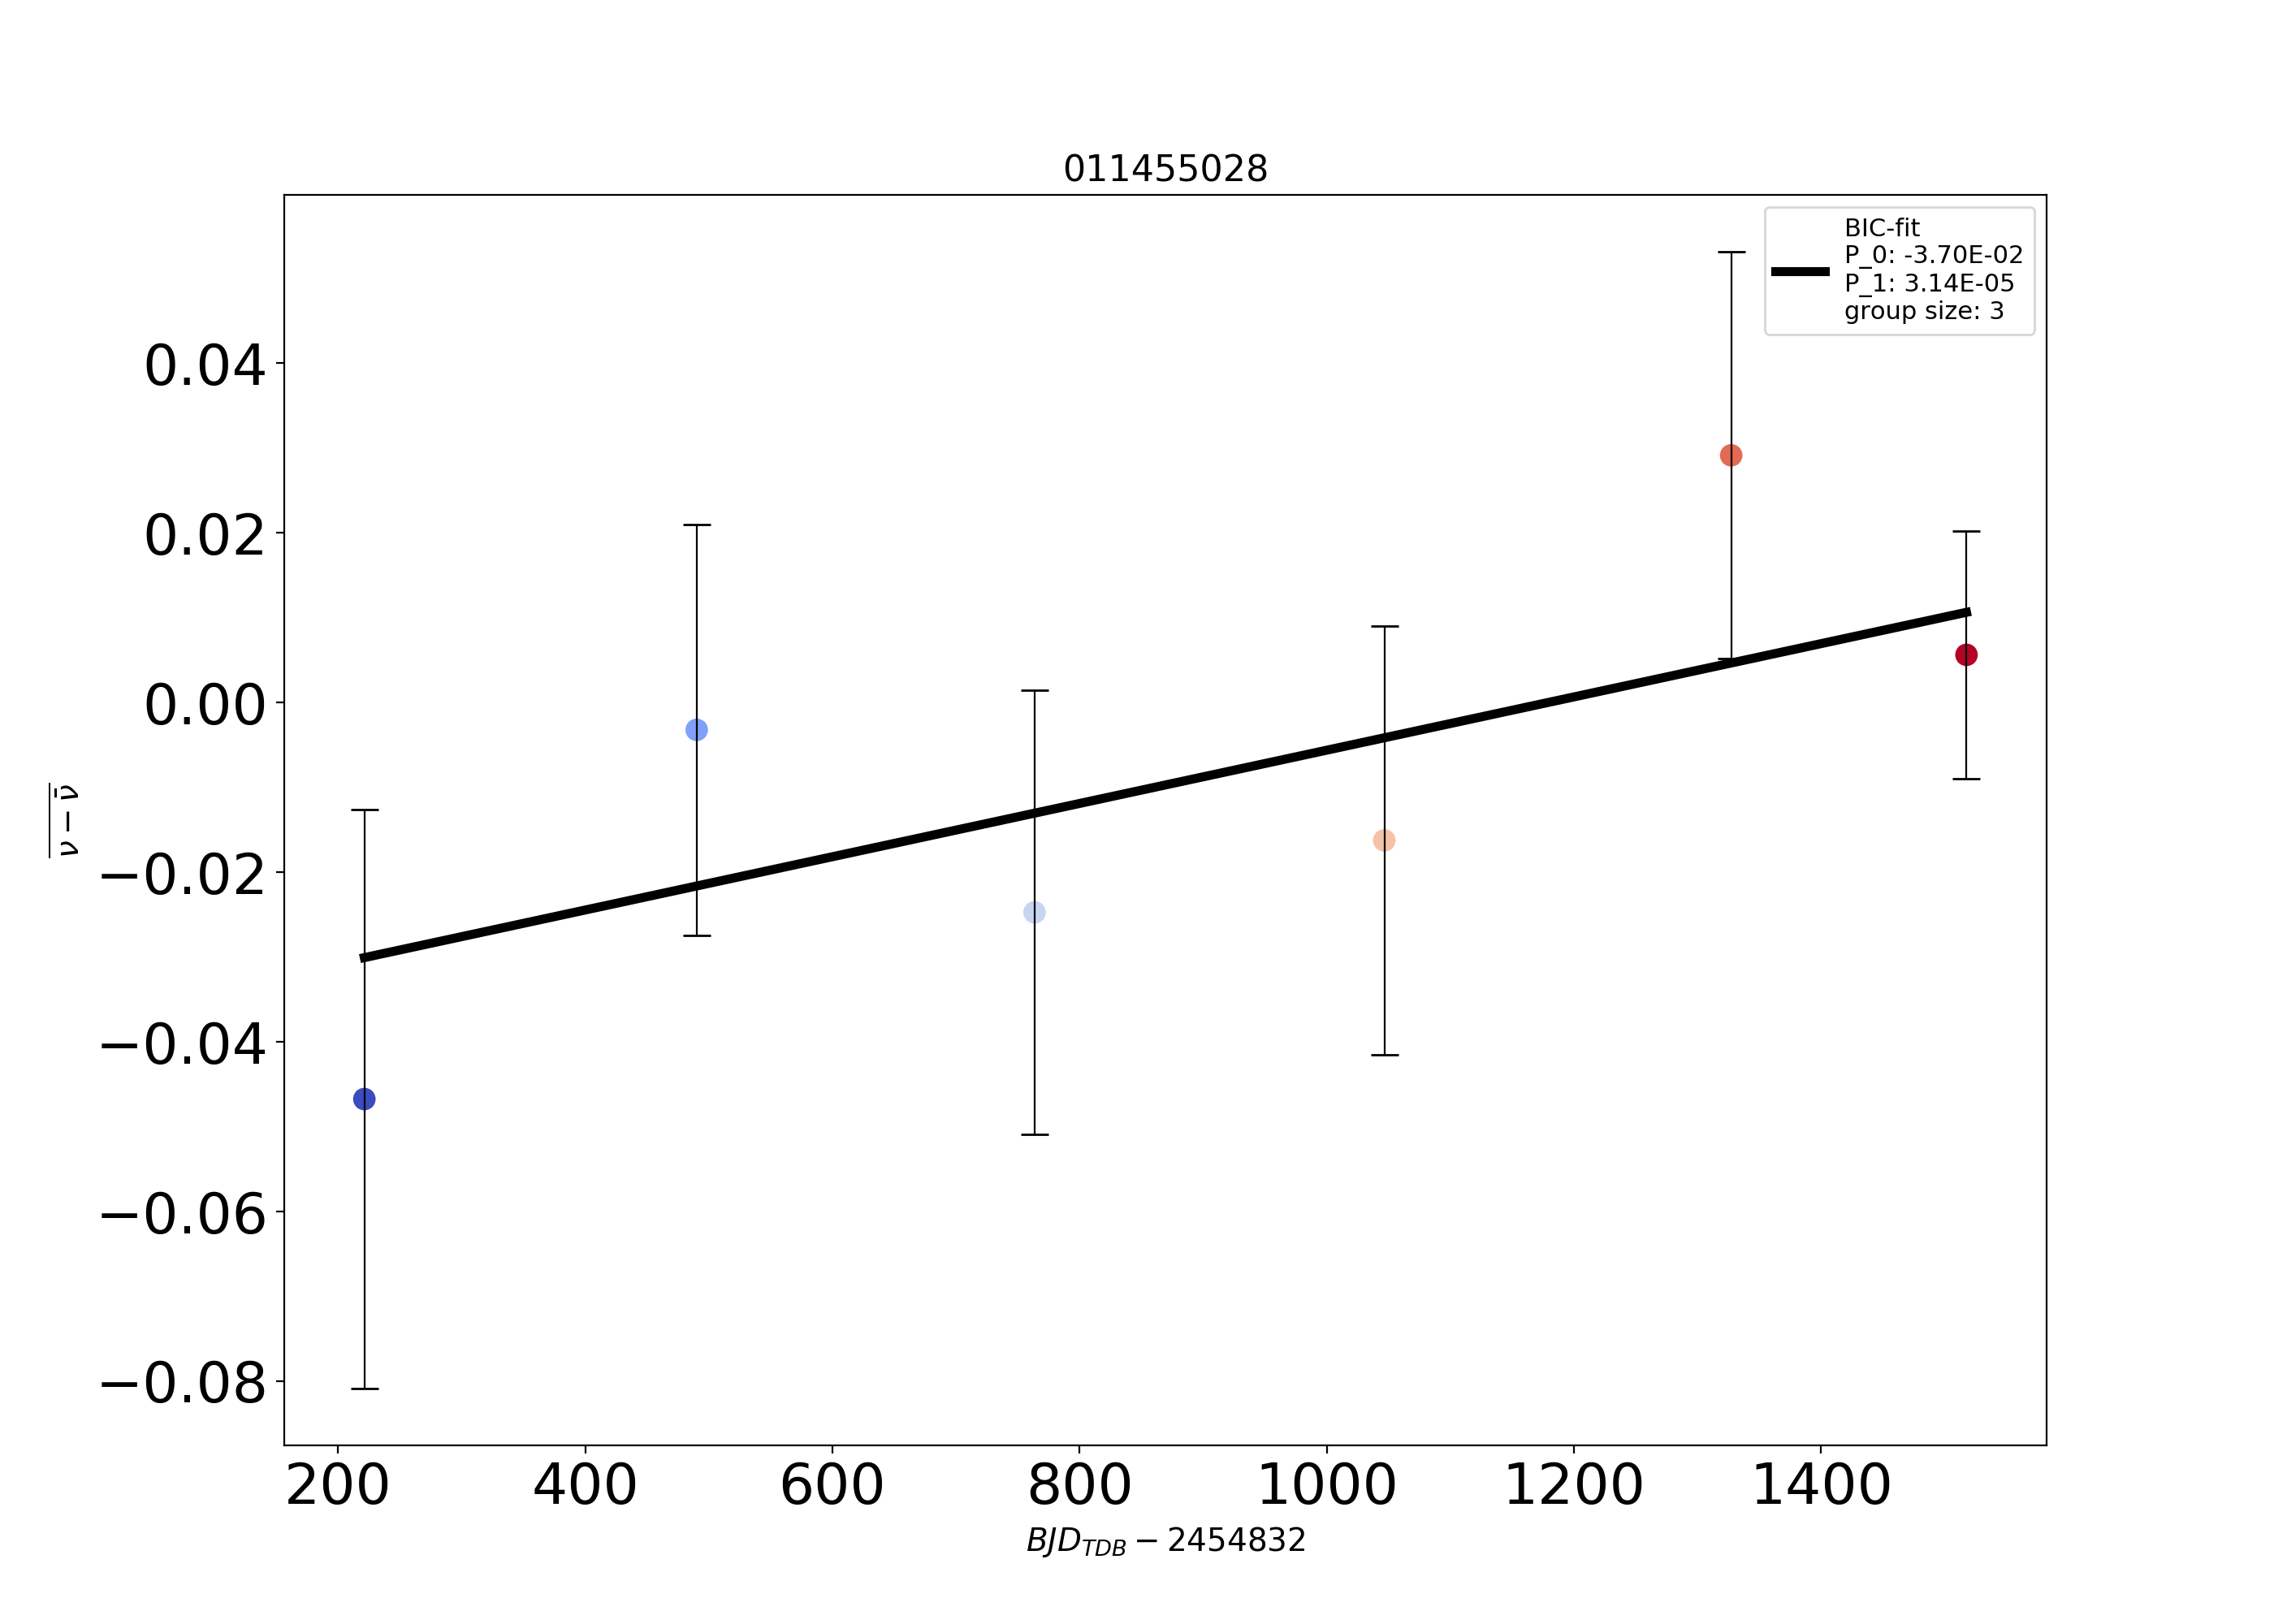 011455028
BIC-fit
P_0: -3.70E-02
P_1: 3.14E-05
group size: 3
0.04
0.02
0.00
−0.02
−0.04
−0.06
−0.08
ν − ν̄
200 400 600 800 1000 1200 1400
BJD_TDB − 2454832